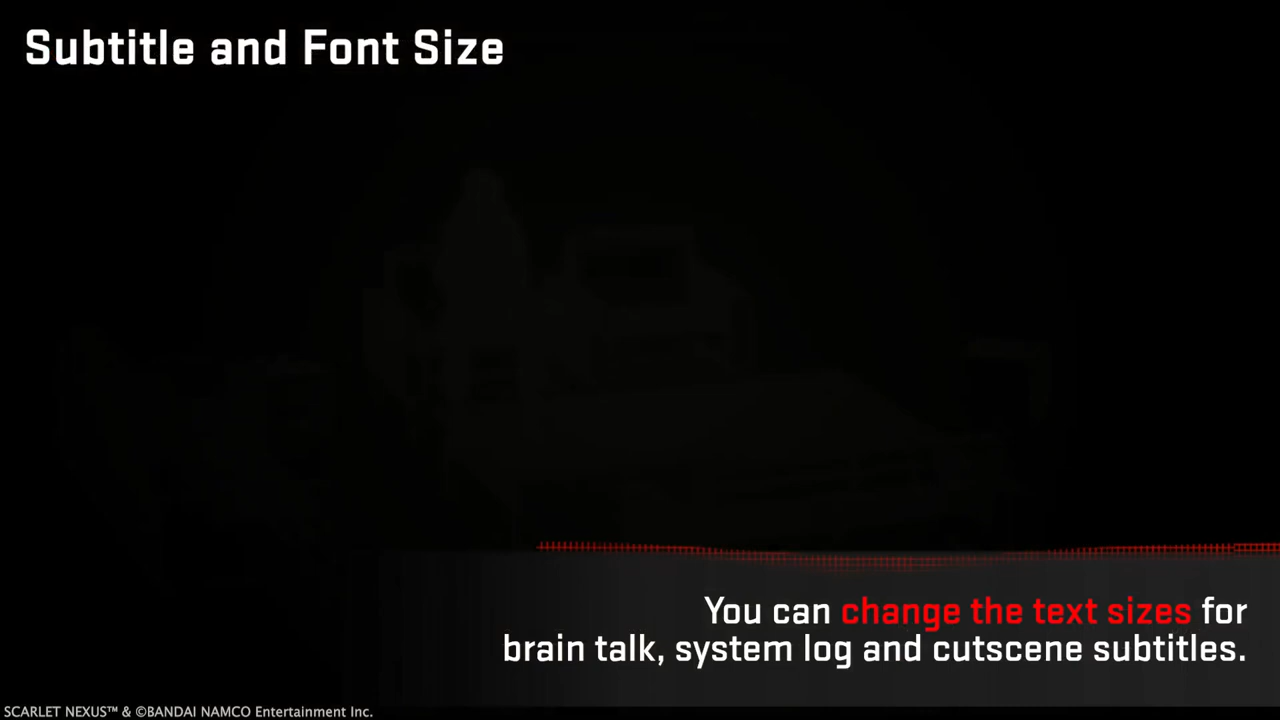 Subtitle and Font Size
You can change the text sizes for
brain talk, system log and cutscene subtitles.
SCARLET NEXUS™ & ©BANDAI NAMCO Entertainment Inc.